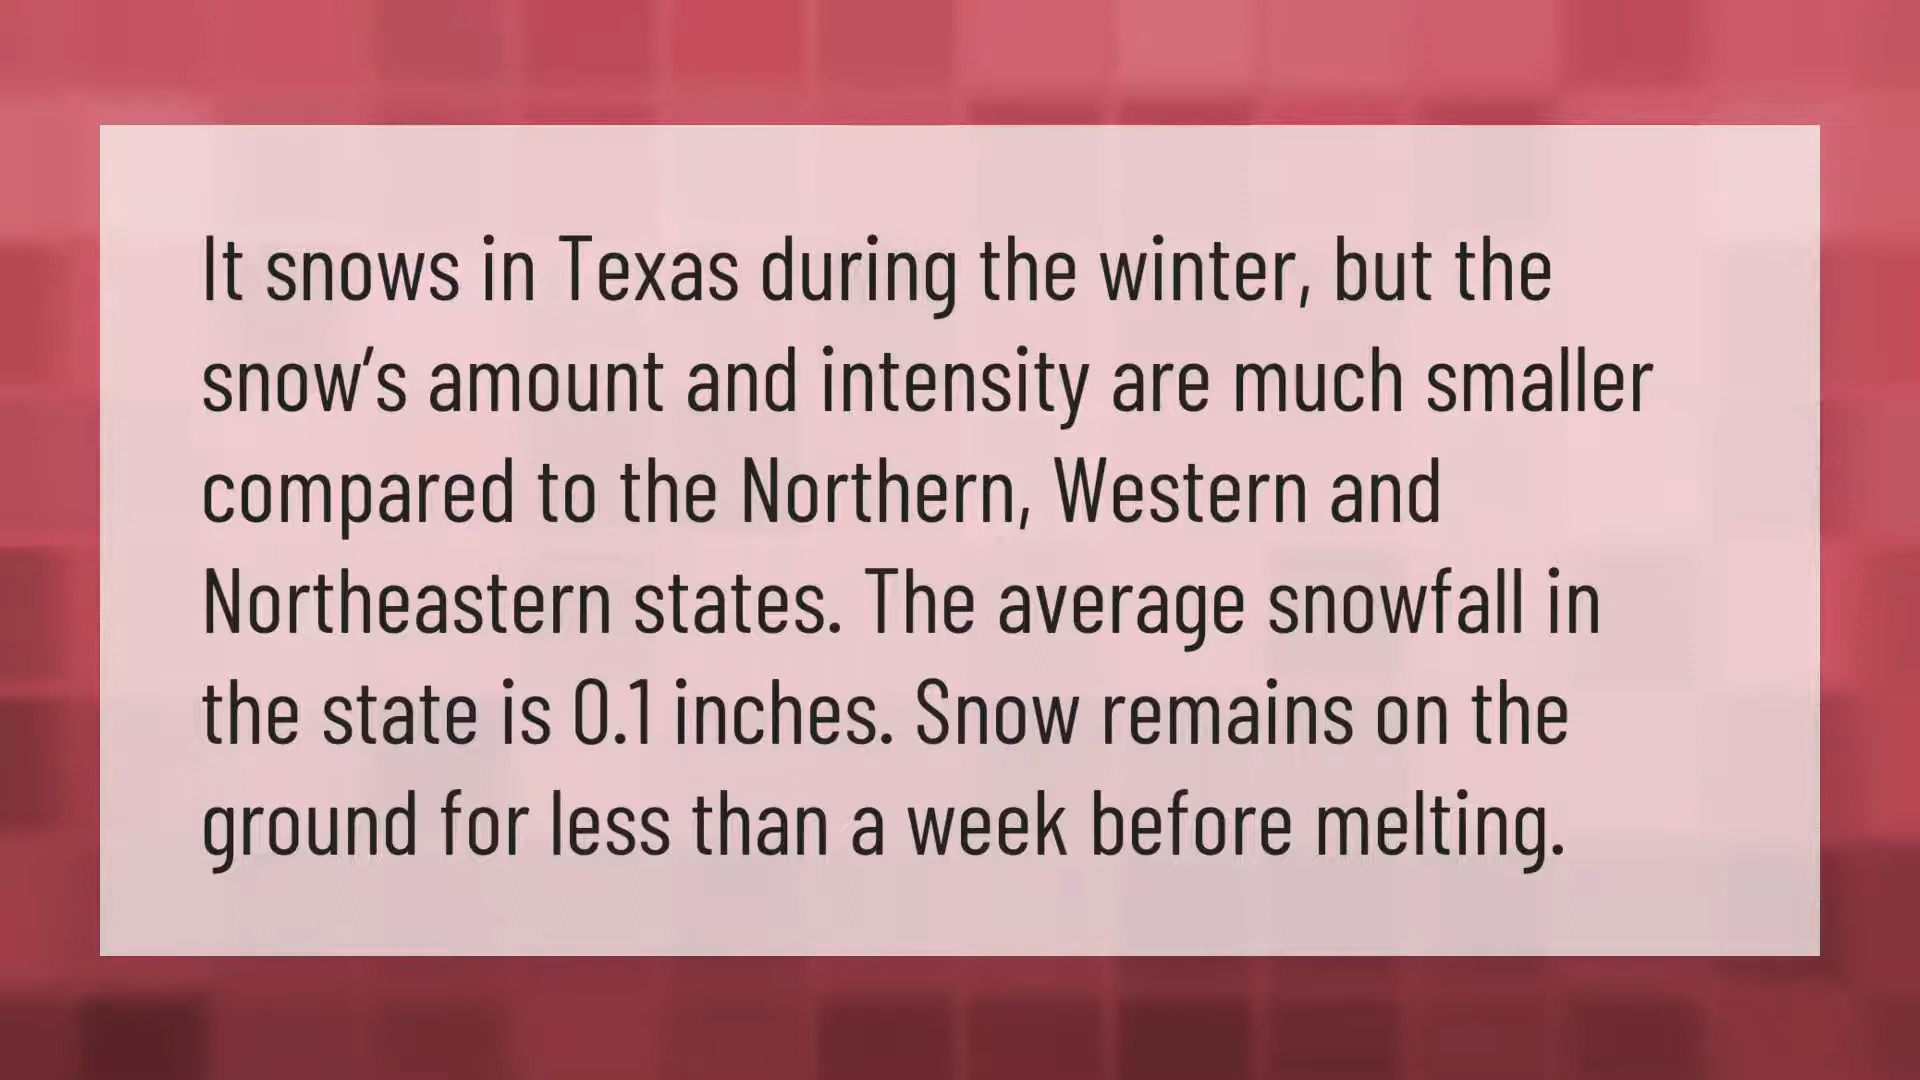 It snows in Texas during the winter, but the
snow’s amount and intensity are much smaller
compared to the Northern, Western and
Northeastern states. The average snowfall in
the state is 0.1 inches. Snow remains on the
ground for less than a week before melting.